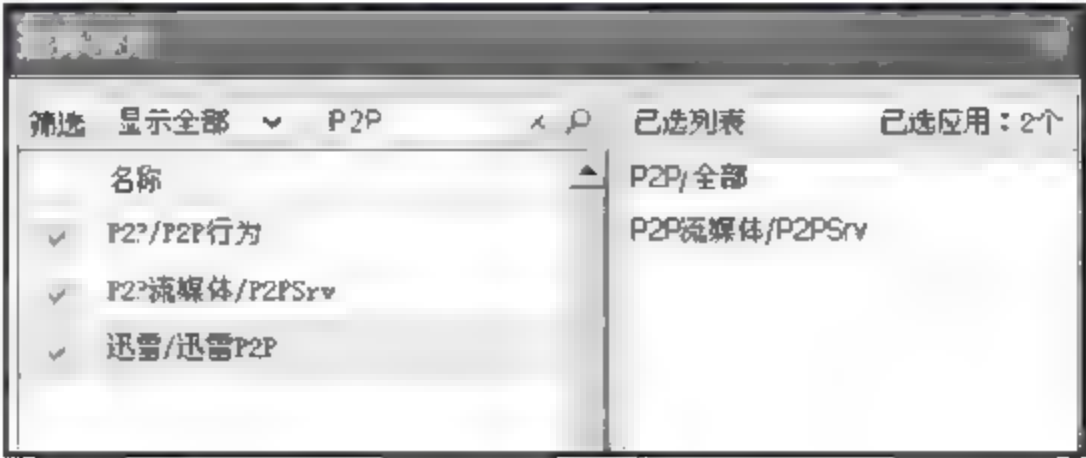 筛选 显示全部 P2P
名称
P2P/P2P行为
P2P流媒体/P2PSrv
迅雷/迅雷P2P
已选列表 已选应用:2个
P2P/全部
P2P流媒体/P2PSrv